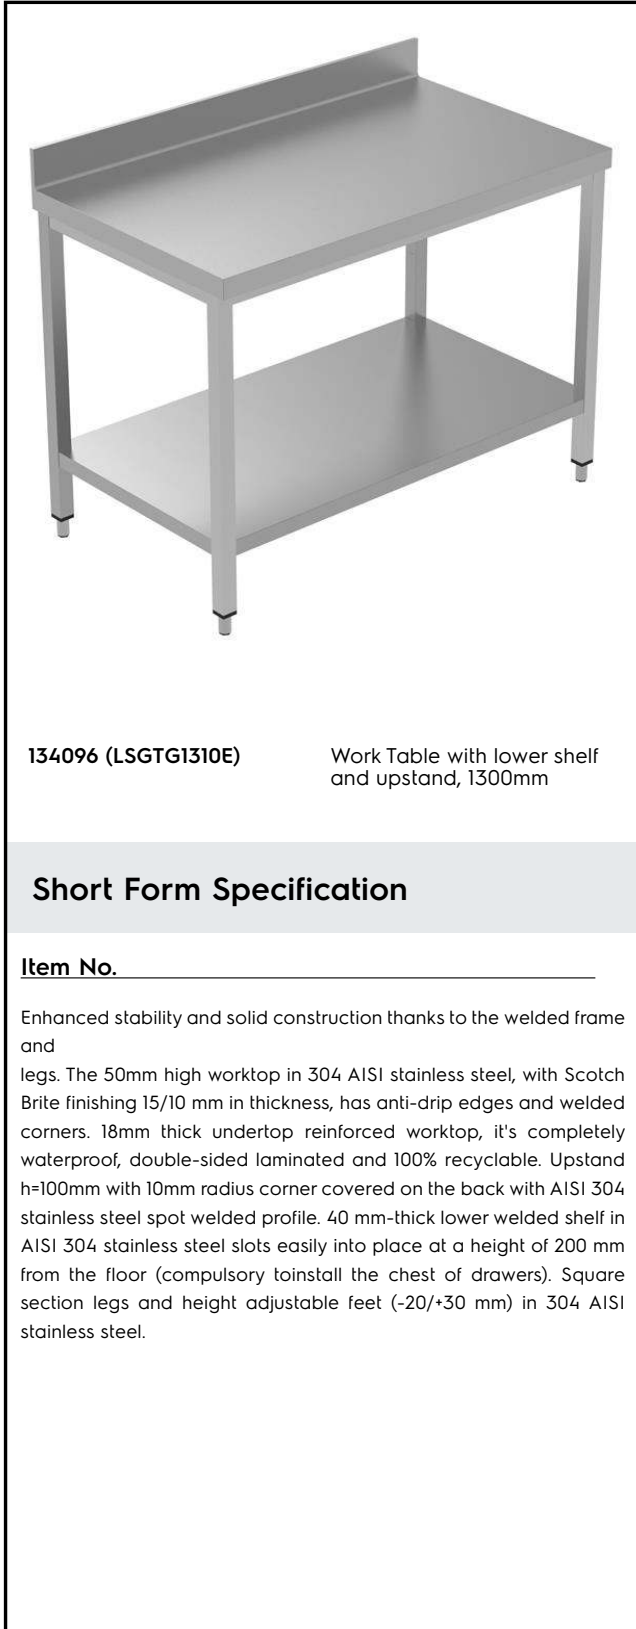 134096 (LSGTG1310E)
Work Table with lower shelf
and upstand, 1300mm
Short Form Specification
Item No.
Enhanced stability and solid construction thanks to the welded frame
and
legs. The 50mm high worktop in 304 AISI stainless steel, with Scotch
Brite finishing 15/10 mm in thickness, has anti-drip edges and welded
corners. 18mm thick undertop reinforced worktop, it's completely
waterproof, double-sided laminated and 100% recyclable. Upstand
h=100mm with 10mm radius corner covered on the back with AISI 304
stainless steel spot welded profile. 40 mm-thick lower welded shelf in
AISI 304 stainless steel slots easily into place at a height of 200 mm
from the floor (compulsory toinstall the chest of drawers). Square
section legs and height adjustable feet (-20/+30 mm) in 304 AISI
stainless steel.